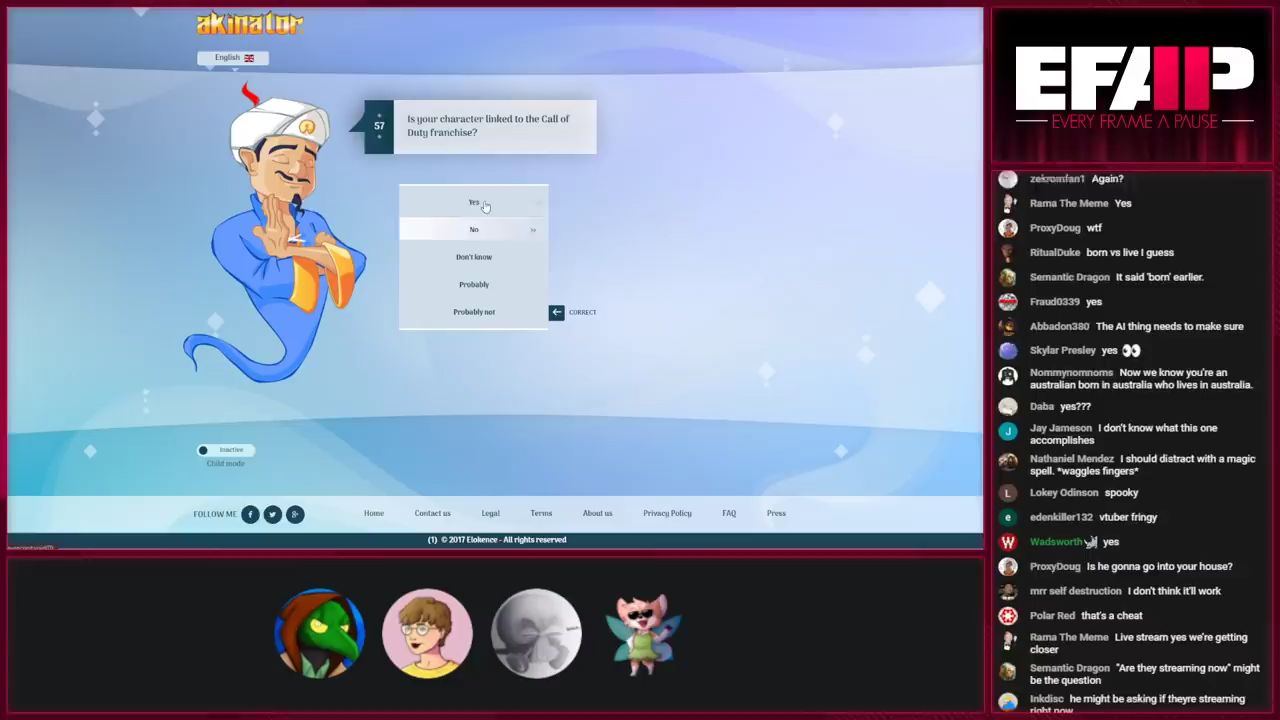 akinator
English
57
Is your character linked to the Call of
Duty franchise?
Yes
No
Don't know
Probably
Probably not
CORRECT
Inactive
Child mode
FOLLOW ME
Home
Contact us
Legal
Terms
About us
Privacy Policy
FAQ
Press
(1) © 2017 Elokence - All rights reserved
EFAP
EVERY FRAME A PAUSE
zekromfan1 Again?
Rama The Meme Yes
ProxyDoug wtf
RitualDuke born vs live I guess
Semantic Dragon It said 'born' earlier.
Fraud0339 yes
Abbadon380 The AI thing needs to make sure
Skylar Presley yes
Nommynomnoms Now we know you're an
australian born in australia who lives in australia.
Daba yes???
J
Jay Jameson I don't know what this one
accomplishes
Nathaniel Mendez I should distract with a magic
spell. *waggles fingers*
L
Lokey Odinson spooky
e
edenkiller132 vtuber fringy
W
Wadsworth yes
ProxyDoug Is he gonna go into your house?
mrr self destruction I don't think it'll work
Polar Red that's a cheat
Rama The Meme Live stream yes we're getting
closer
Semantic Dragon "Are they streaming now" might
be the question
Inkdisc he might be asking if theyre streaming
right now